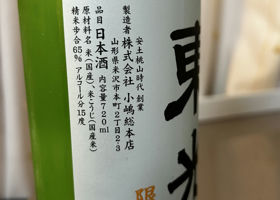 東
限
安土桃山時代 創業
製造者 株式会社 小嶋総本店
山形県米沢市本町2丁目2-3
品目 日本酒 内容量720ml
原材料名 米(国産)、米こうじ(国産米)
精米歩合65% アルコール分15度